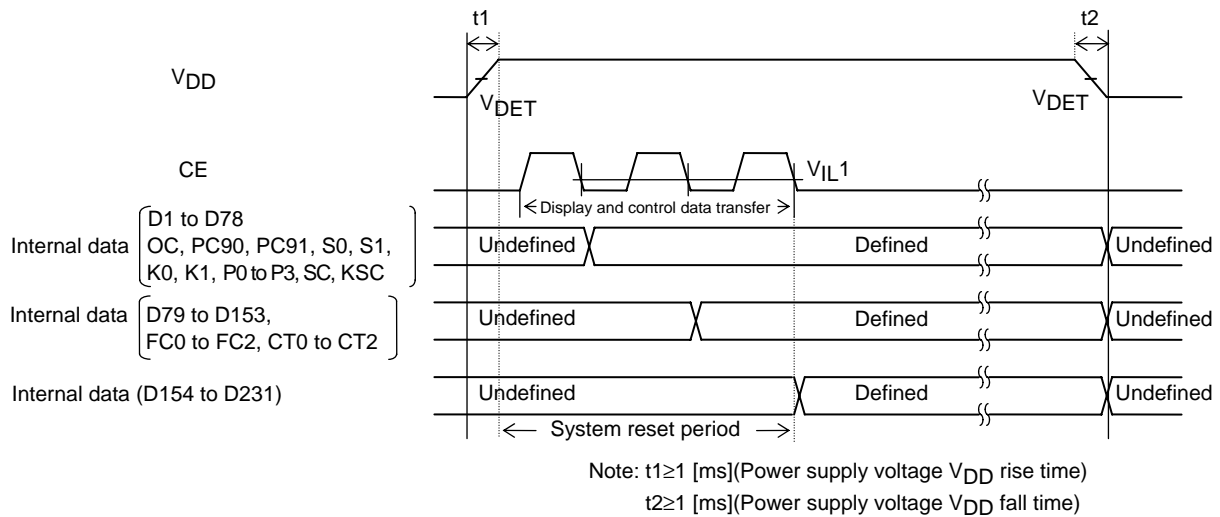 t1
t2
VDD
VDET
VDET
CE
VIL1
Display and control data transfer
Internal data
D1 to D78
OC, PC90, PC91, S0, S1,
K0, K1, P0 to P3, SC, KSC
Undefined
Defined
Undefined
Internal data
D79 to D153,
FC0 to FC2, CT0 to CT2
Undefined
Defined
Undefined
Internal data (D154 to D231)
Undefined
Defined
Undefined
System reset period
Note: t1≥1 [ms](Power supply voltage VDD rise time)
t2≥1 [ms](Power supply voltage VDD fall time)